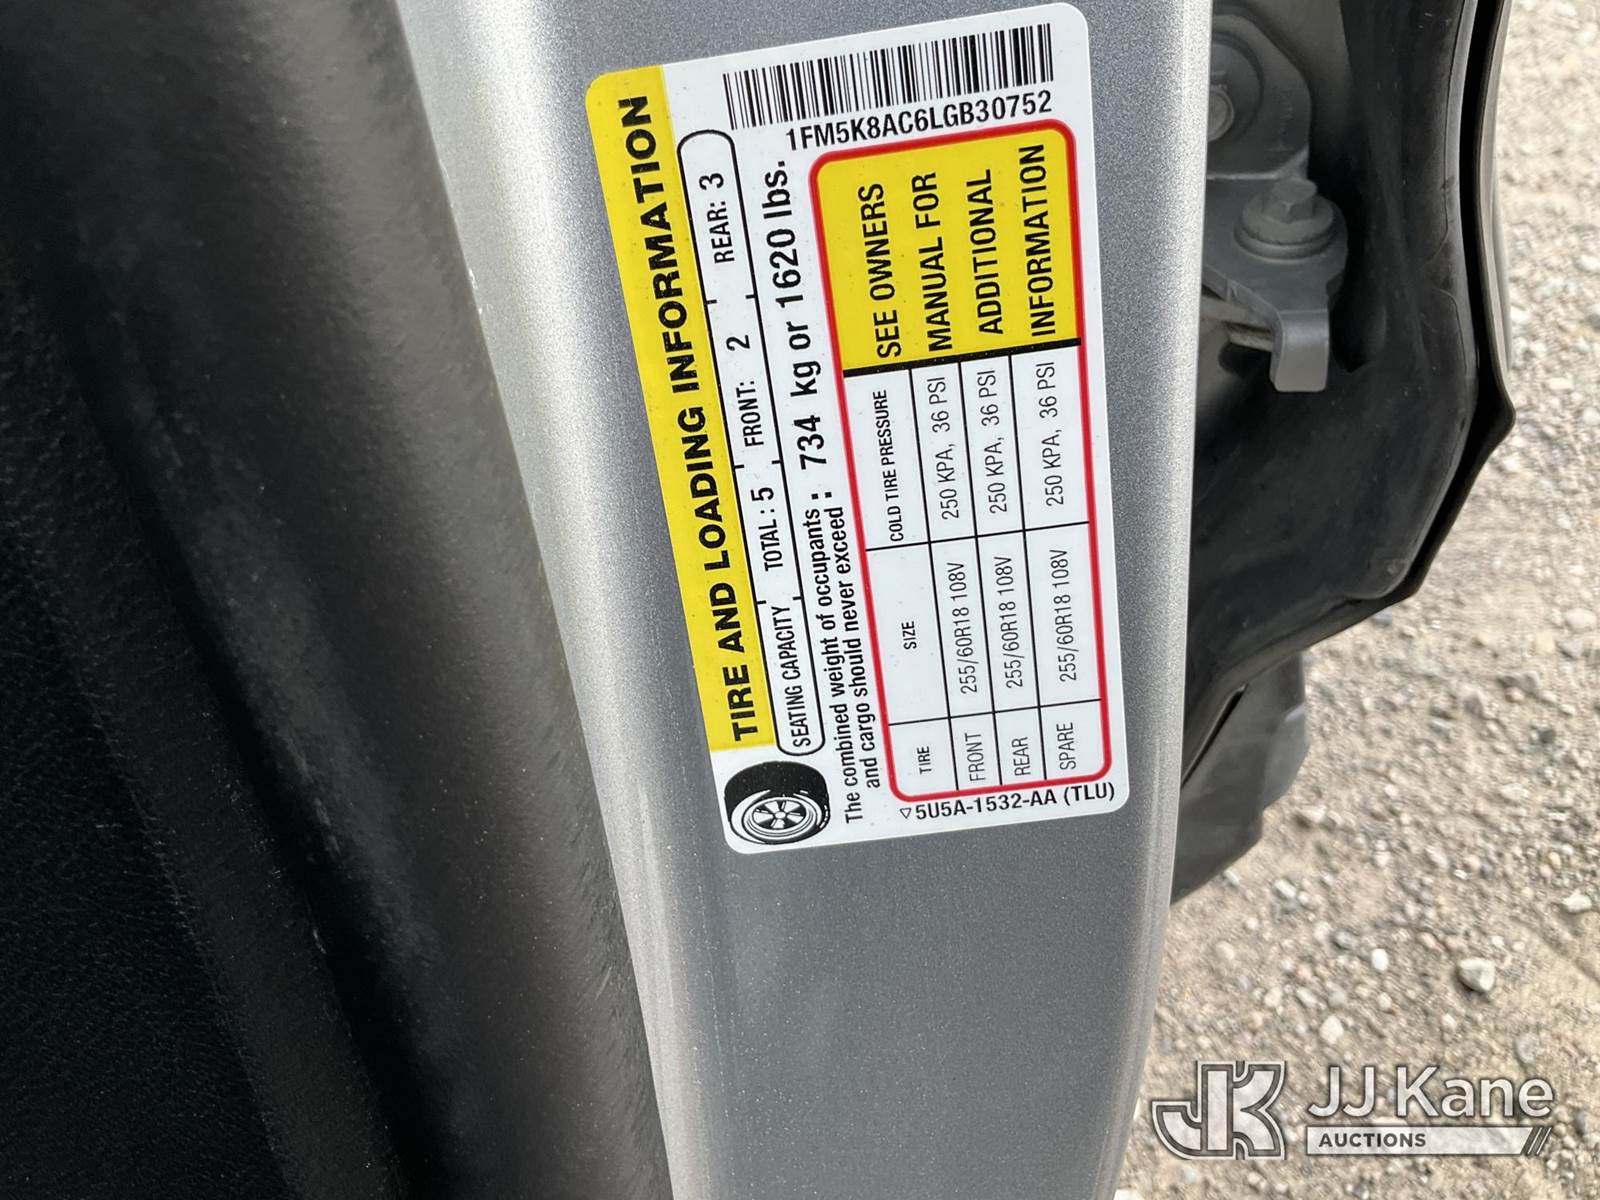 1FM5K8AC6LGB30752
TIRE AND LOADING INFORMATION
SEATING CAPACITY TOTAL : 5 FRONT: 2 REAR: 3
The combined weight of occupants
and cargo should never exceed : 734 kg or 1620 lbs.
TIRE SIZE COLD TIRE PRESSURE
FRONT 255/60R18 108V 250 KPA, 36 PSI
REAR 255/60R18 108V 250 KPA, 36 PSI
SPARE 255/60R18 108V 250 KPA, 36 PSI
SEE OWNERS
MANUAL FOR
ADDITIONAL
INFORMATION
5U5A-1532-AA (TLU)
JK JJ Kane
AUCTIONS